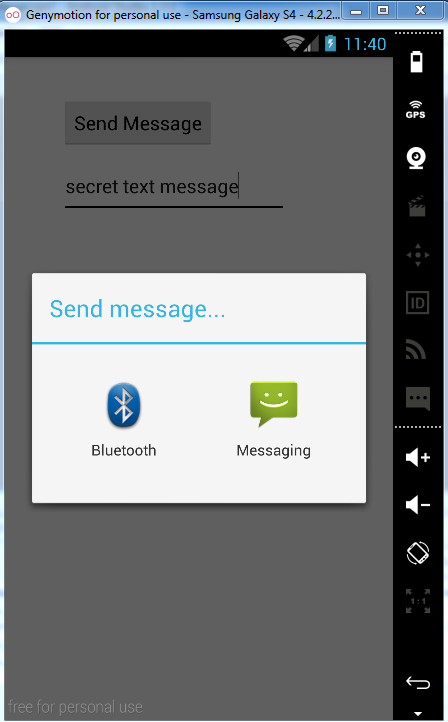 Genymotion for personal use - Samsung Galaxy S4 - 4.2.2...
11:40
GPS
Send Message
secret text message
ID
Send message...
Bluetooth
Messaging
1:1
free for personal use